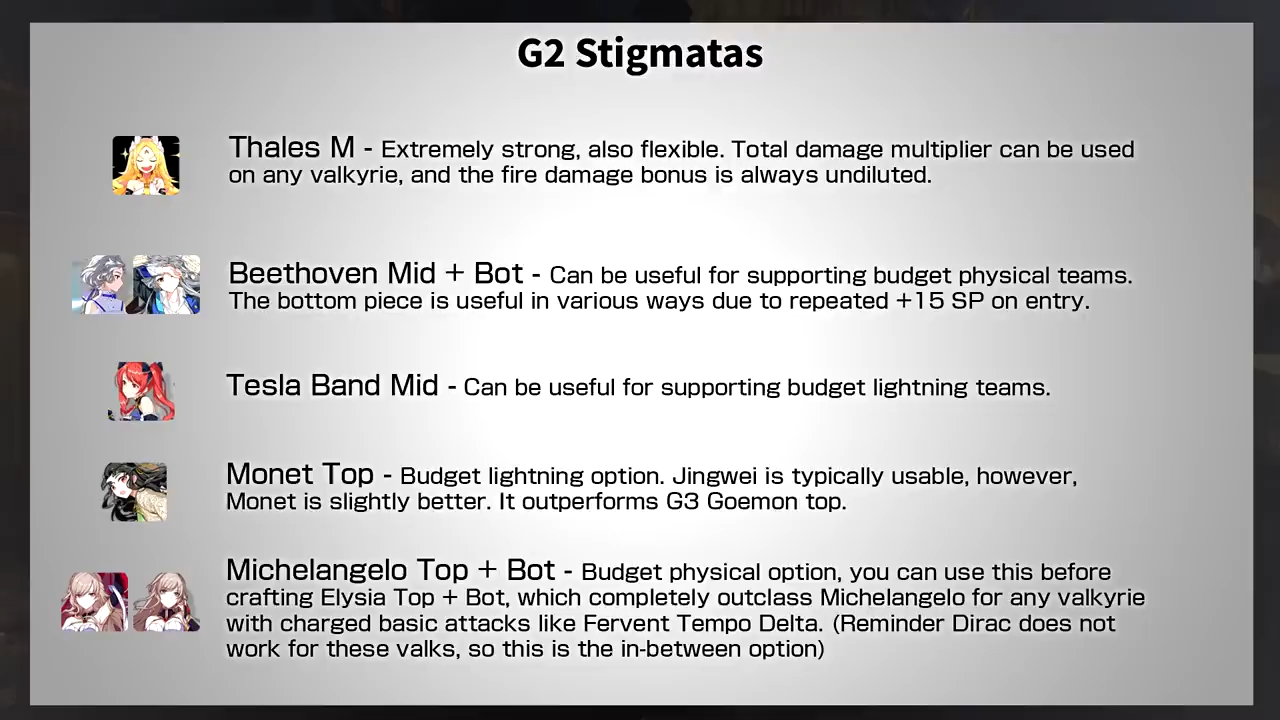 G2 Stigmatas
Thales M - Extremely strong, also flexible. Total damage multiplier can be used
on any valkyrie, and the fire damage bonus is always undiluted.
Beethoven Mid + Bot - Can be useful for supporting budget physical teams.
The bottom piece is useful in various ways due to repeated +15 SP on entry.
Tesla Band Mid - Can be useful for supporting budget lightning teams.
Monet Top - Budget lightning option. Jingwei is typically usable, however,
Monet is slightly better. It outperforms G3 Goemon top.
Michelangelo Top + Bot - Budget physical option, you can use this before
crafting Elysia Top + Bot, which completely outclass Michelangelo for any valkyrie
with charged basic attacks like Fervent Tempo Delta. (Reminder Dirac does not
work for these valks, so this is the in-between option)